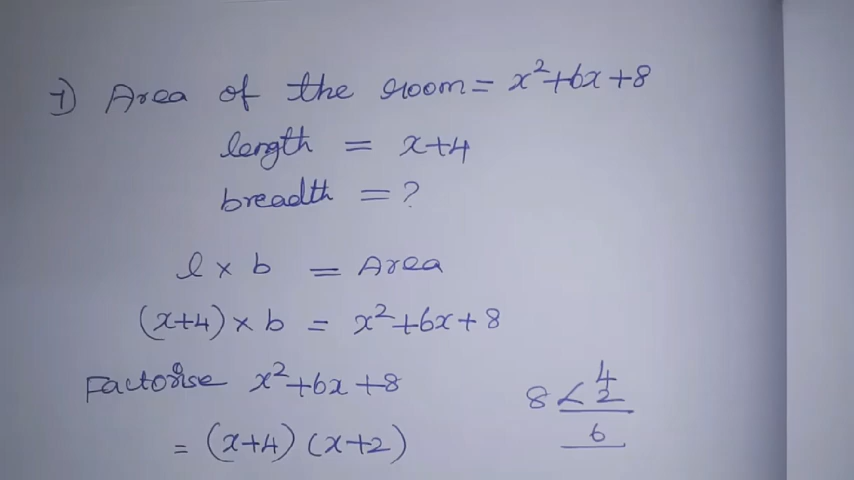 1) Area of the room = x²+6x+8
length = x+4
breadth = ?
l × b = Area
(x+4) × b = x²+6x+8
Factorise x²+6x+8
8 < 4
2
= (x+4) (x+2)
6